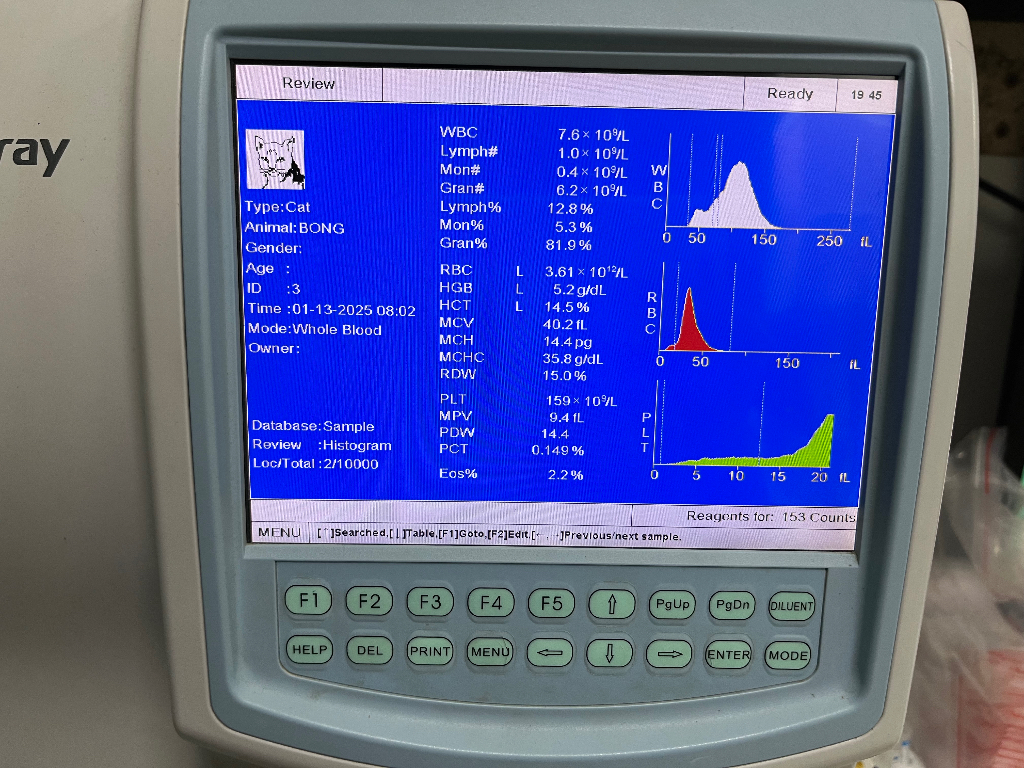 ray
Review
Ready
19 45
Type:Cat
Animal:BONG
Gender:
Age :
ID :3
Time :01-13-2025 08:02
Mode:Whole Blood
Owner:
Database:Sample
Review :Histogram
Loc/Total :2/10000
WBC 7.6 × 10⁹/L
Lymph# 1.0 × 10⁹/L
Mon# 0.4 × 10⁹/L
Gran# 6.2 × 10⁹/L
Lymph% 12.8 %
Mon% 5.3 %
Gran% 81.9 %
RBC L 3.61 × 10¹²/L
HGB L 5.2 g/dL
HCT L 14.5 %
MCV 40.2 fL
MCH 14.4 pg
MCHC 35.8 g/dL
RDW 15.0 %
PLT 159 × 10⁹/L
MPV 9.4 fL
PDW 14.4
PCT 0.149 %
Eos% 2.2 %
WBC
0 50 150 250 fL
RBC
0 50 150 fL
PLT
0 5 10 15 20 fL
Reagents for: 153 Counts
MENU [↑]Searched,[↓]Table,[F1]Goto,[F2]Edit,[← →]Previous/next sample.
F1 F2 F3 F4 F5 ⇧ PgUp PgDn DILUENT
HELP DEL PRINT MENU ⇦ ⇩ ⇨ ENTER MODE